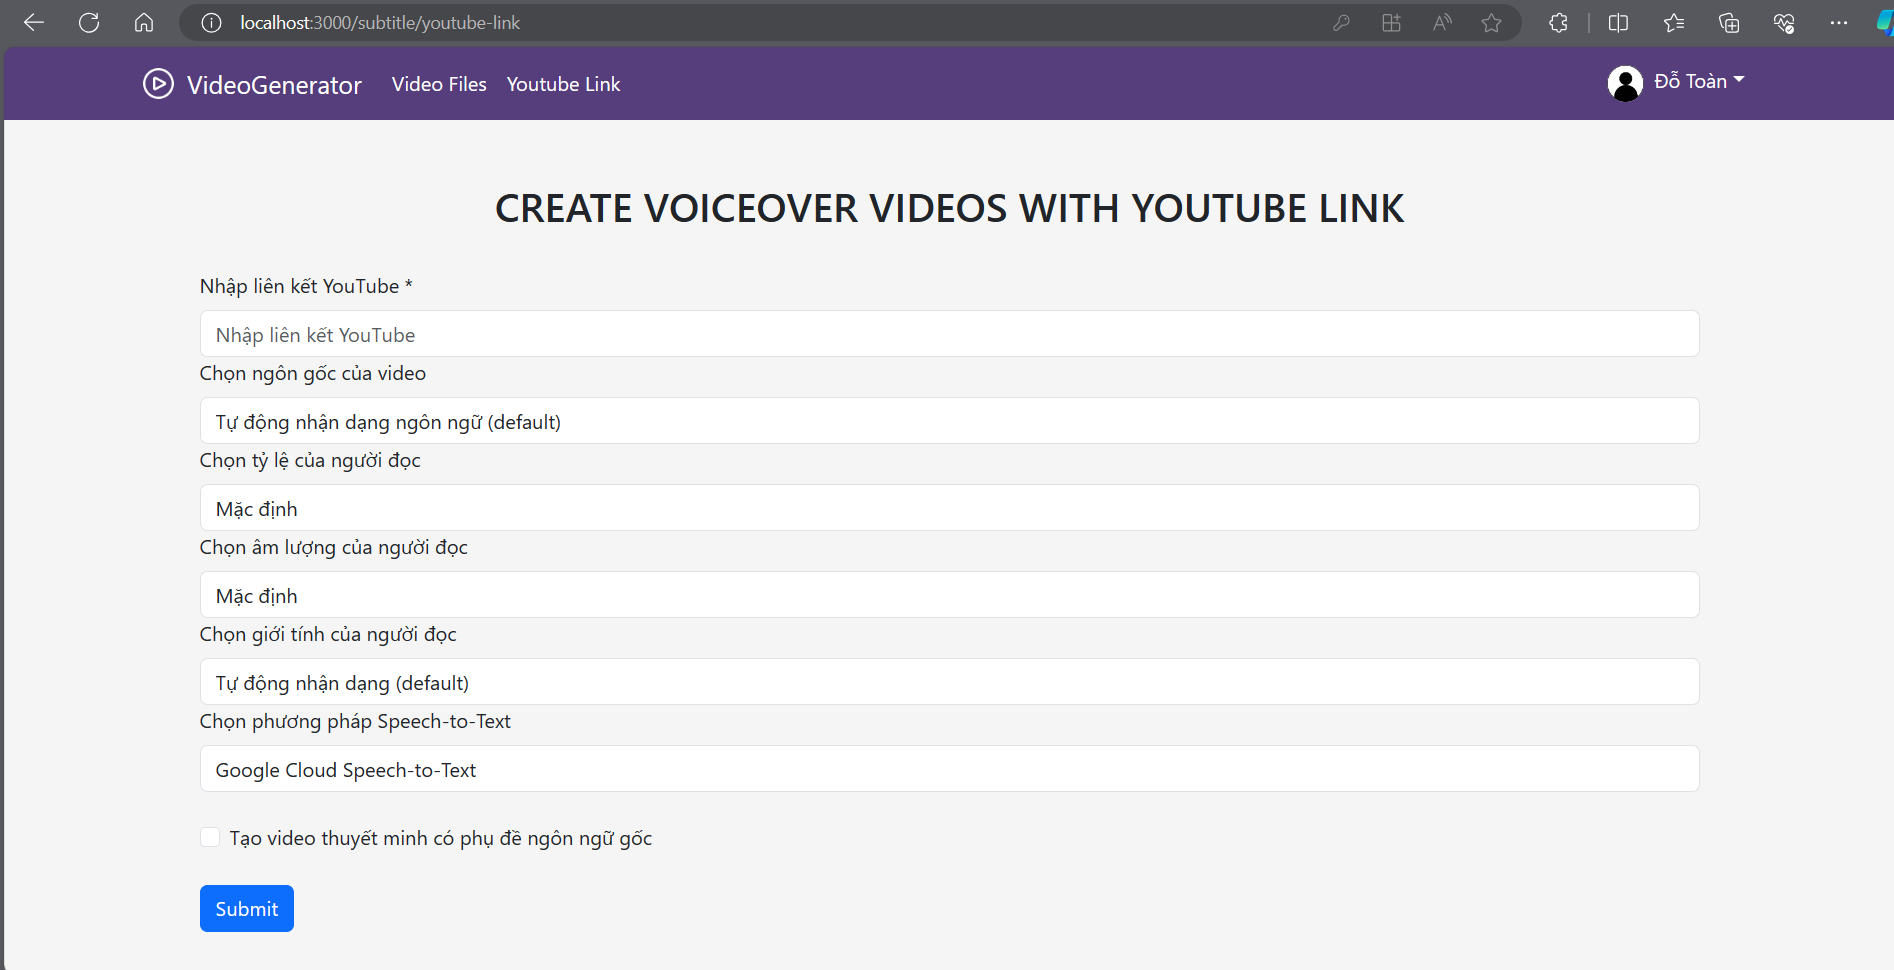 localhost:3000/subtitle/youtube-link
VideoGenerator Video Files Youtube Link Đỗ Toàn
CREATE VOICEOVER VIDEOS WITH YOUTUBE LINK
Nhập liên kết YouTube *
Nhập liên kết YouTube
Chọn ngôn gốc của video
Tự động nhận dạng ngôn ngữ (default)
Chọn tỷ lệ của người đọc
Mặc định
Chọn âm lượng của người đọc
Mặc định
Chọn giới tính của người đọc
Tự động nhận dạng (default)
Chọn phương pháp Speech-to-Text
Google Cloud Speech-to-Text
Tạo video thuyết minh có phụ đề ngôn ngữ gốc
Submit